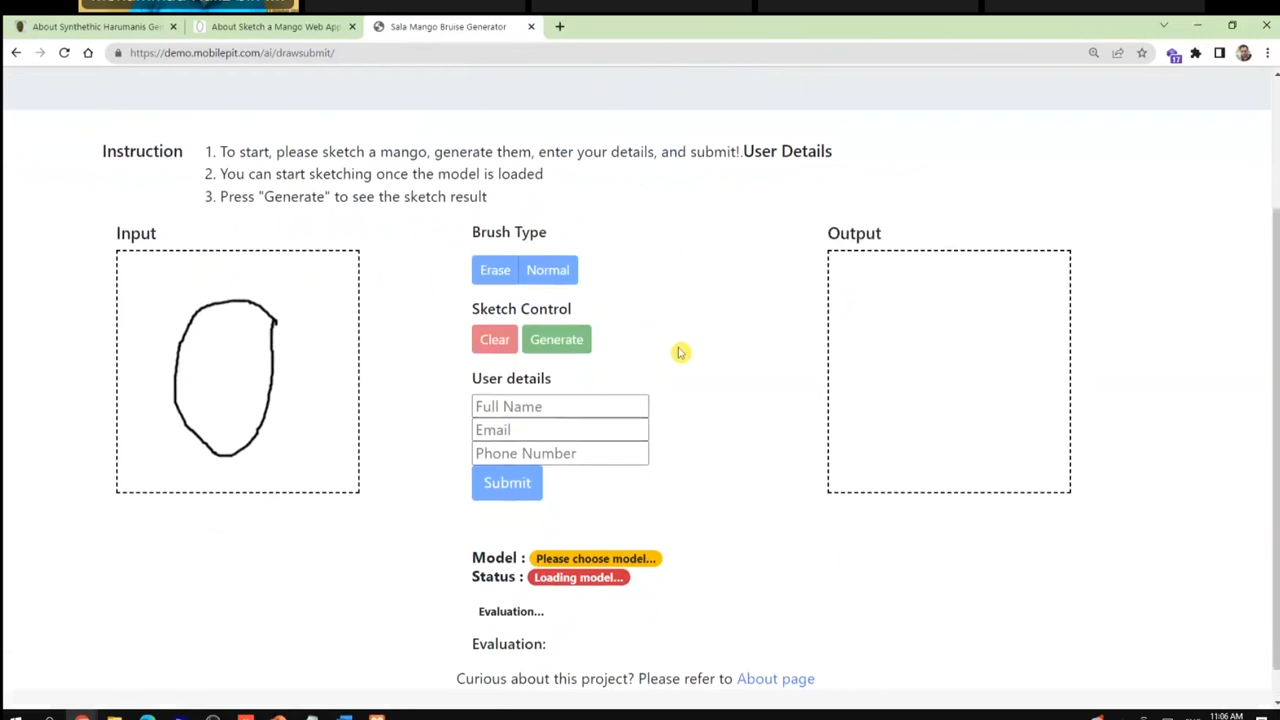 About Synthethic Harumanis Ge
About Sketch a Mango Web App
Sala Mango Bruise Generator
https://demo.mobilepit.com/ai/drawsubmit/
17
Instruction
1. To start, please sketch a mango, generate them, enter your details, and submit!.
User Details
2. You can start sketching once the model is loaded
3. Press "Generate" to see the sketch result
Input
Brush Type
Output
Erase Normal
Sketch Control
Clear Generate
User details
Full Name
Email
Phone Number
Submit
Model : Please choose model...
Status : Loading model...
Evaluation...
Evaluation:
Curious about this project? Please refer to About page
11:06 AM